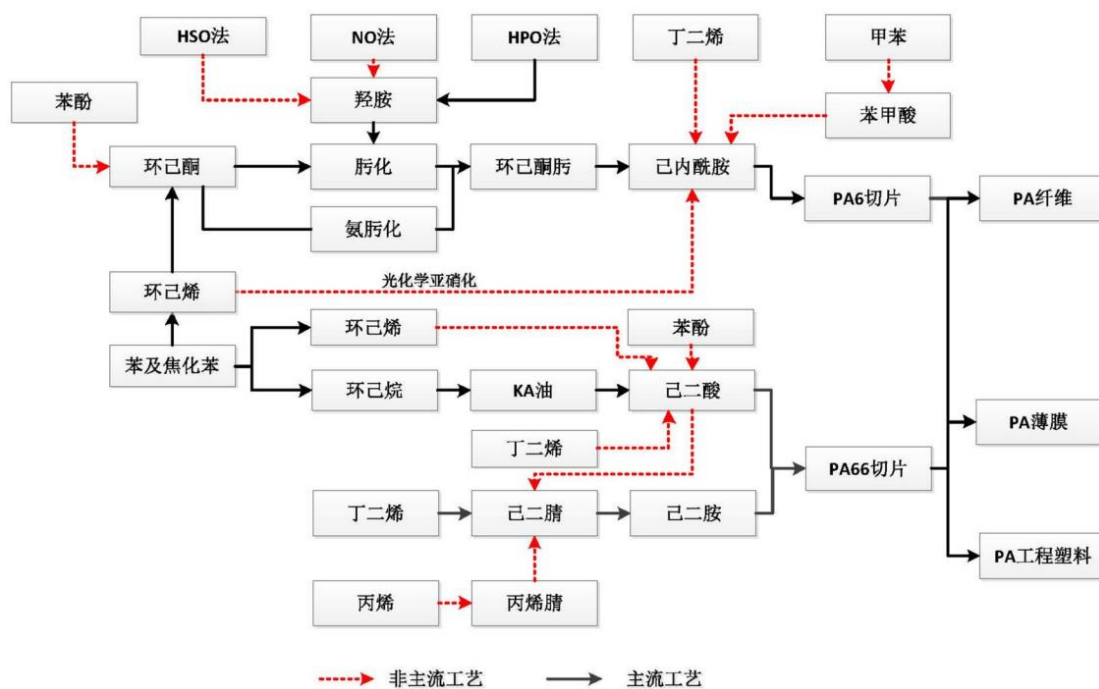 HSO法
NO法
HPO法
丁二烯
甲苯
苯酚
羟胺
苯甲酸
环己酮
肟化
环己酮肟
己内酰胺
PA6切片
PA纤维
氨肟化
环己烯
光化学亚硝化
苯及焦化苯
环己烯
苯酚
环己烷
KA油
己二酸
丁二烯
PA薄膜
PA66切片
丁二烯
己二腈
己二胺
PA工程塑料
丙烯
丙烯腈
非主流工艺
主流工艺